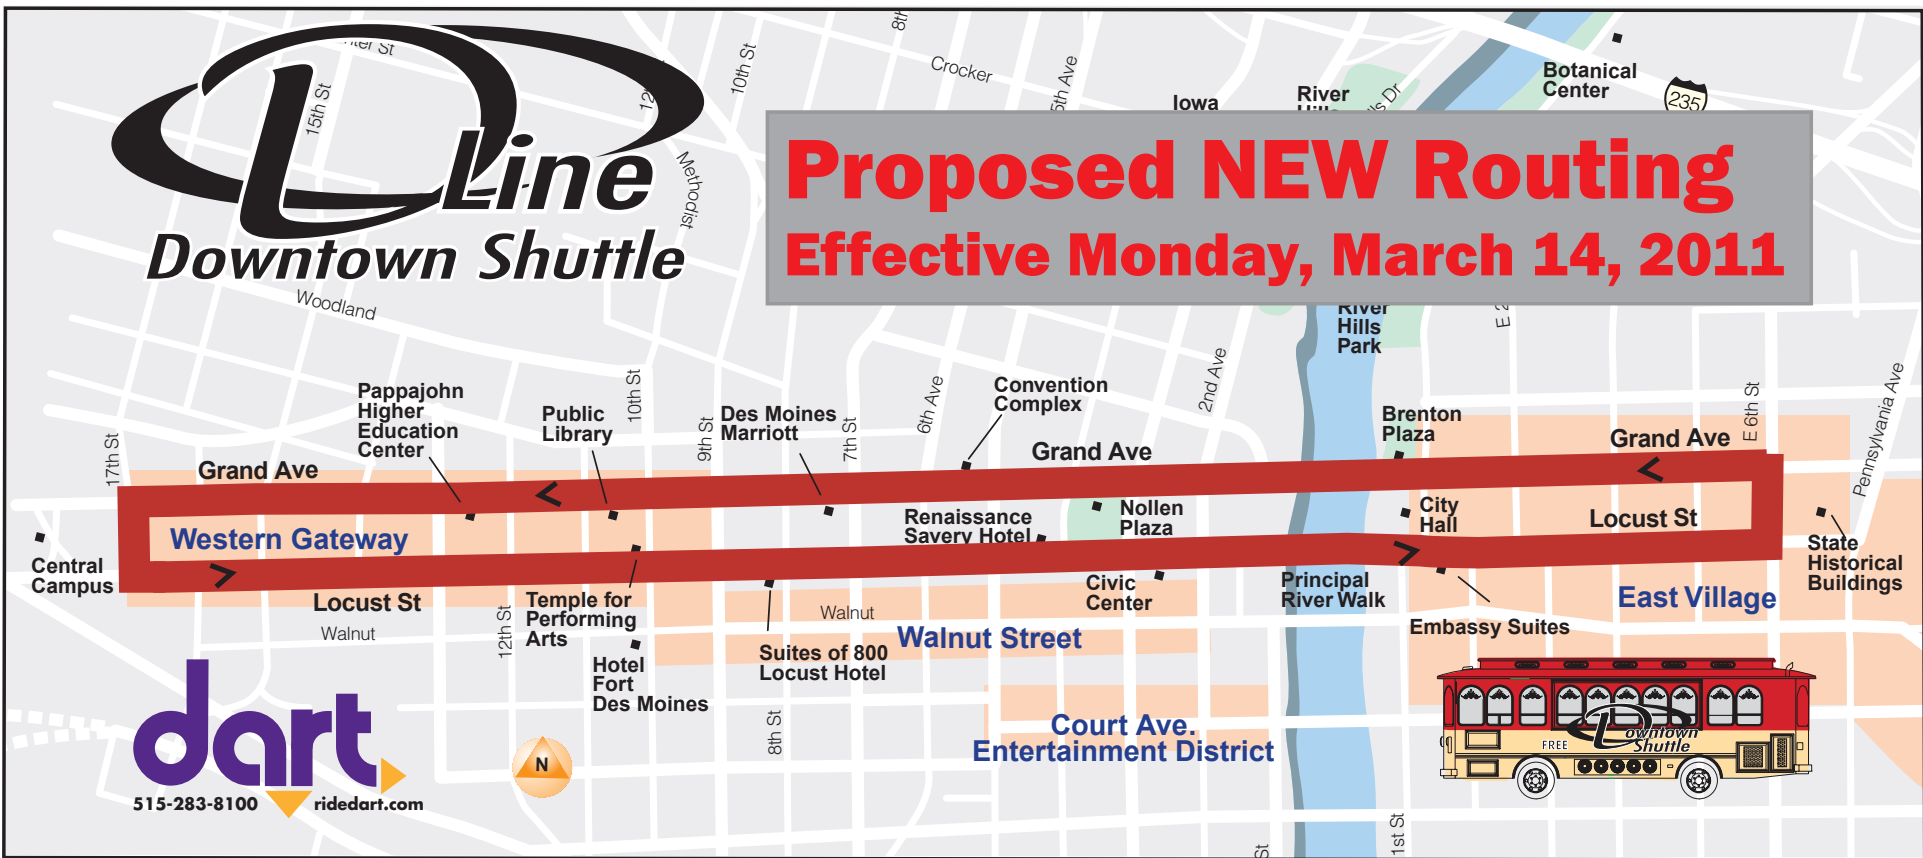 D Line
Downtown Shuttle
Proposed NEW Routing
Effective Monday, March 14, 2011
15th St
10th St
Crocker
5th Ave
Iowa
River
Botanical
Center
235
Methodist
Woodland
River
Hills
Park
17th St
Pappajohn
Higher
Education
Center
Public
Library
10th St
9th St
Des Moines
Marriott
7th St
6th Ave
Convention
Complex
2nd Ave
Brenton
Plaza
E 6th St
Pennsylvania Ave
Grand Ave
Grand Ave
Grand Ave
Western Gateway
Central
Campus
Renaissance
Savery Hotel
Nollen
Plaza
City
Hall
Locust St
State
Historical
Buildings
Locust St
Walnut
12th St
Temple for
Performing
Arts
Hotel
Fort
Des Moines
Suites of 800
Locust Hotel
Walnut
Walnut Street
Civic
Center
Principal
River Walk
Embassy Suites
East Village
8th St
Court Ave.
Entertainment District
1st St
St
N
dart
515-283-8100
ridedart.com
FREE
Downtown
Shuttle